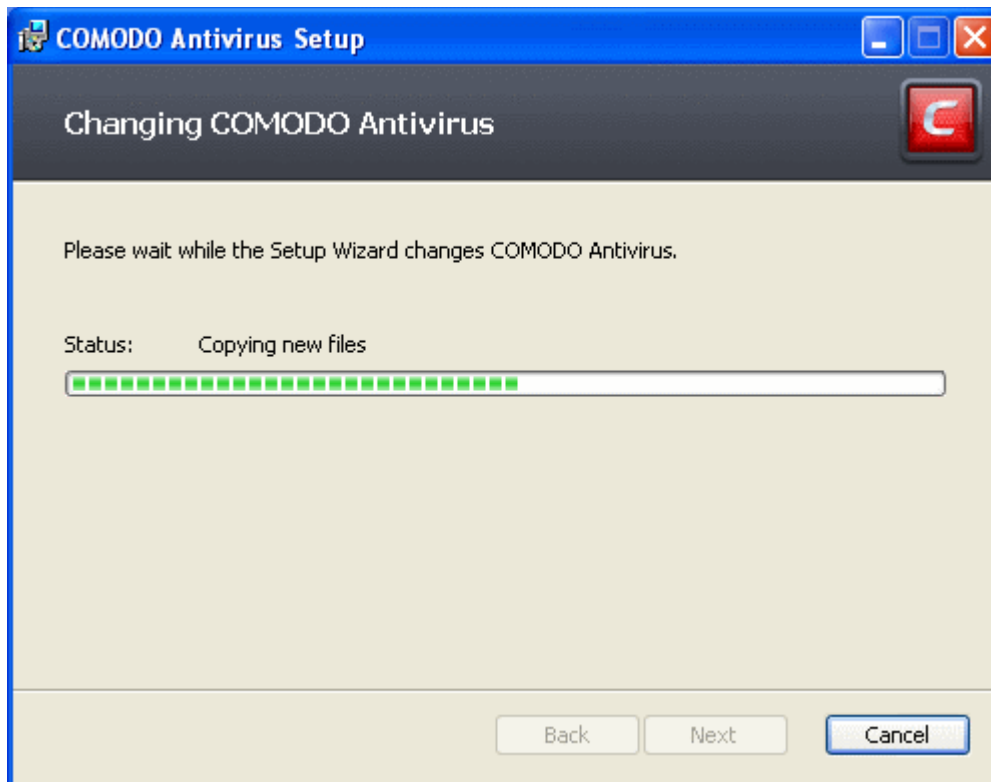 COMODO Antivirus Setup
Changing COMODO Antivirus
C
Please wait while the Setup Wizard changes COMODO Antivirus.
Status: Copying new files
Back Next Cancel